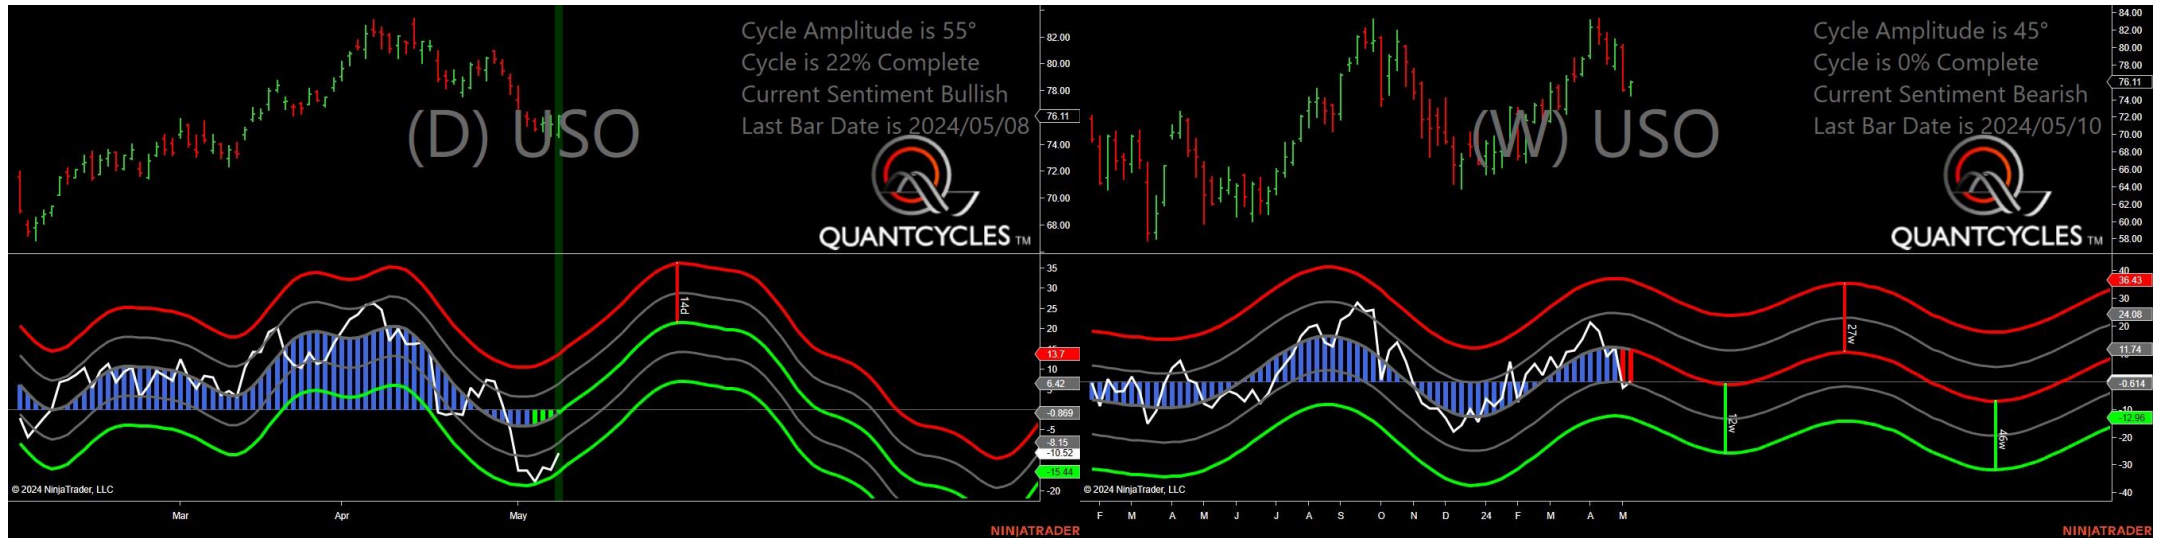 Cycle Amplitude is 55°
Cycle is 22% Complete
Current Sentiment Bullish
Last Bar Date is 2024/05/08
(D) USO
QUANTCYCLES TM
82.00
80.00
78.00
76.11
74.00
72.00
70.00
68.00
14d
35
30
25
20
13.7
10
6.42
-0.869
-5
-8.15
-10.52
-15.44
-20
© 2024 NinjaTrader, LLC
Mar
Apr
May
NINJATRADER
Cycle Amplitude is 45°
Cycle is 0% Complete
Current Sentiment Bearish
Last Bar Date is 2024/05/10
(W) USO
QUANTCYCLES TM
84.00
82.00
80.00
78.00
76.11
74.00
72.00
70.00
68.00
66.00
64.00
62.00
60.00
58.00
27w
12w
46w
40
36.43
30
24.08
20
11.74
-0.614
-12.96
-20
-30
-40
© 2024 NinjaTrader, LLC
F M A M J J A S O N D 24 F M A M
NINJATRADER